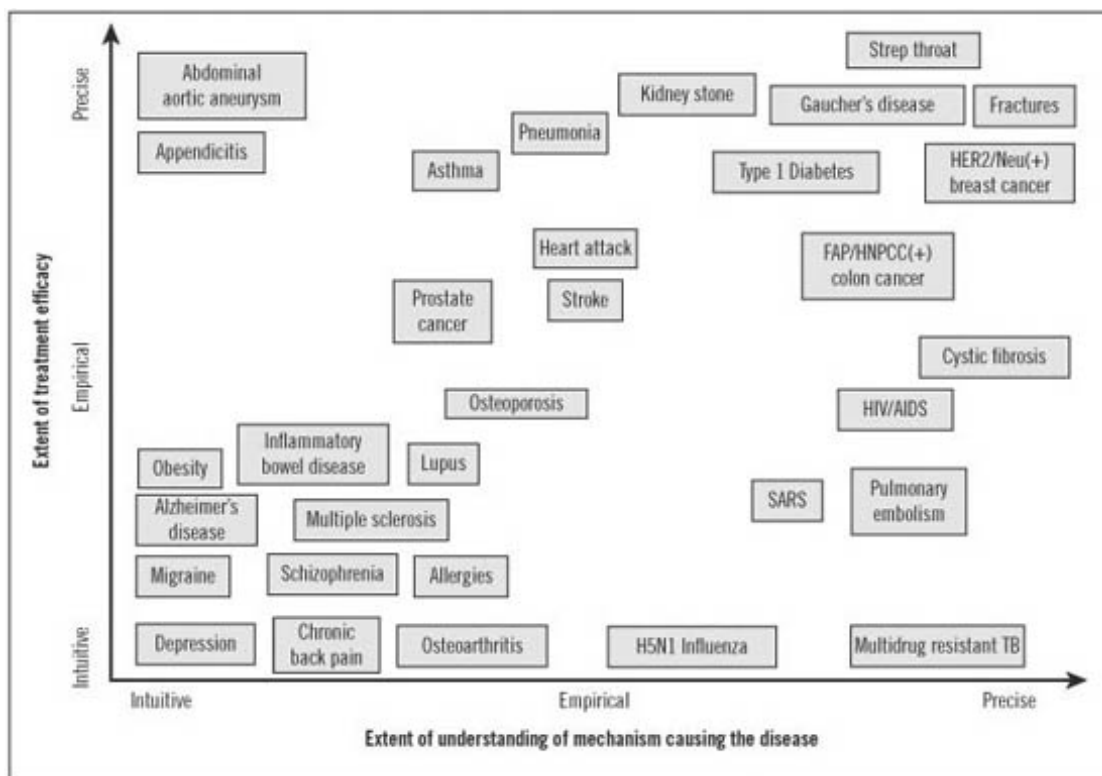 Strep throat
Abdominal
aortic aneurysm
Kidney stone
Gaucher's disease
Fractures
Pneumonia
Appendicitis
Asthma
Type 1 Diabetes
HER2/Neu(+)
breast cancer
Heart attack
FAP/HNPCC(+)
colon cancer
Prostate
cancer
Stroke
Cystic fibrosis
Osteoporosis
HIV/AIDS
Inflammatory
bowel disease
Obesity
Lupus
Alzheimer's
disease
Multiple sclerosis
SARS
Pulmonary
embolism
Migraine
Schizophrenia
Allergies
Depression
Chronic
back pain
Osteoarthritis
H5N1 Influenza
Multidrug resistant TB
Extent of treatment efficacy
Precise
Empirical
Intuitive
Intuitive
Empirical
Precise
Extent of understanding of mechanism causing the disease